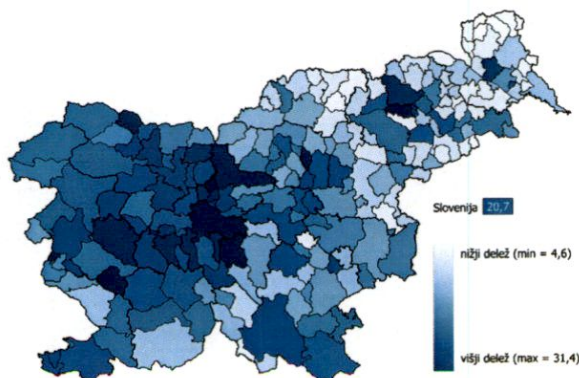 Slovenija 20,7
nižji delež (min = 4,6)
višji delež (max = 31,4)